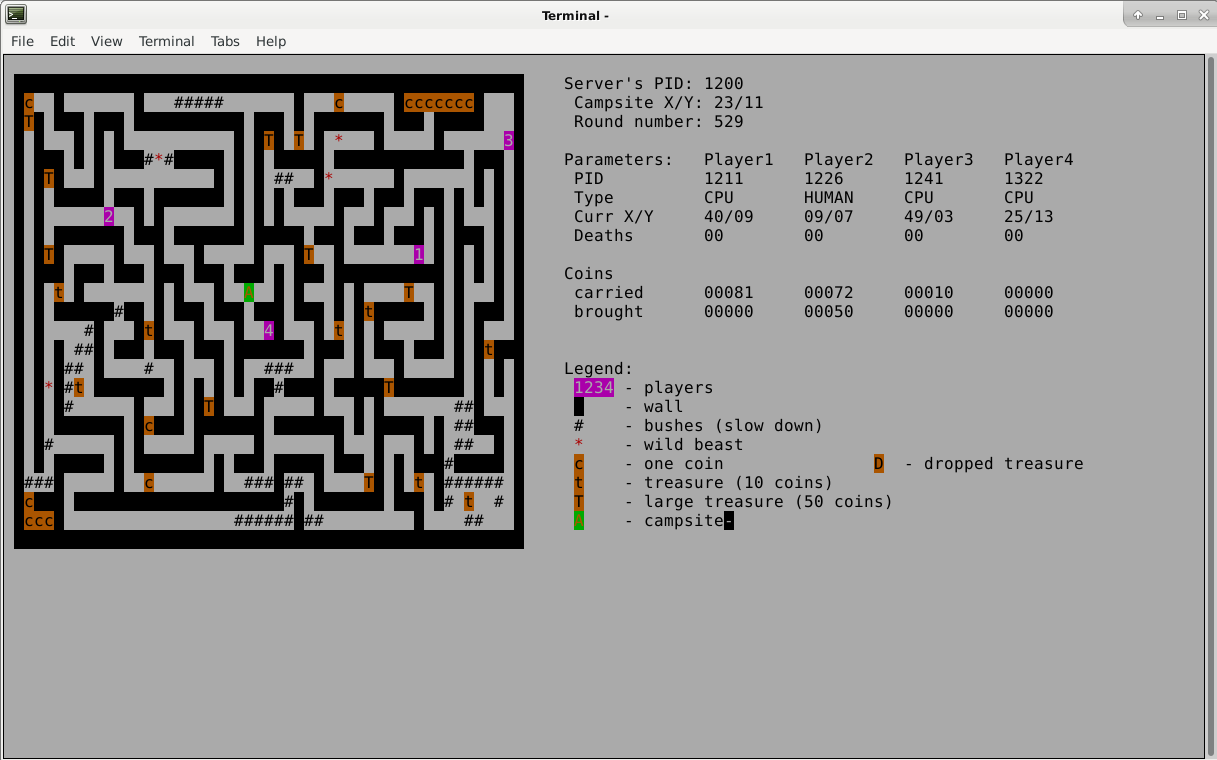 Terminal -
File Edit View Terminal Tabs Help
Server's PID: 1200
Campsite X/Y: 23/11
Round number: 529
Parameters: Player1 Player2 Player3 Player4
PID 1211 1226 1241 1322
Type CPU HUMAN CPU CPU
Curr X/Y 40/09 09/07 49/03 25/13
Deaths 00 00 00 00
Coins
carried 00081 00072 00010 00000
brought 00000 00050 00000 00000
Legend:
1234 - players
- wall
# - bushes (slow down)
* - wild beast
c - one coin D - dropped treasure
t - treasure (10 coins)
T - large treasure (50 coins)
A - campsite-
c ##### c ccccccc
T
T T * 3
#*#
T ## *
2
T T 1
t A T
# t
# t 4 t
## t
## # ###
* #t # T
# T ##
c ##
# ##
#
### c ### ## T t ######
c # # t #
ccc ###### ## ##